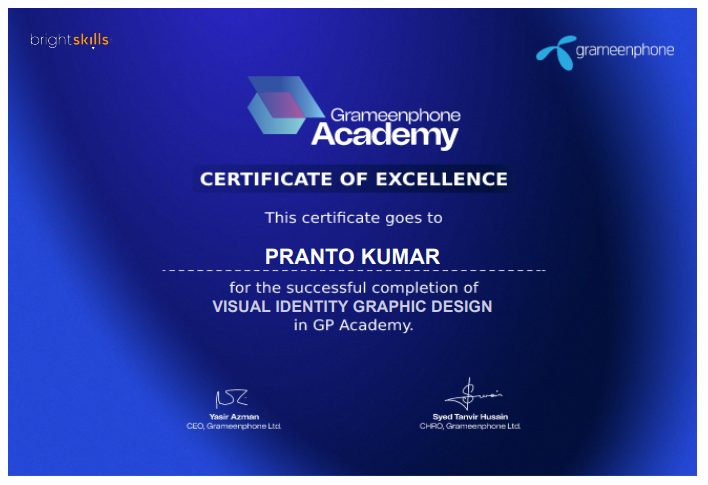 brightskills
grameenphone
Grameenphone
Academy
CERTIFICATE OF EXCELLENCE
This certificate goes to
PRANTO KUMAR
for the successful completion of
VISUAL IDENTITY GRAPHIC DESIGN
in GP Academy.
Yasir Azman
CEO, Grameenphone Ltd.
Syed Tanvir Husain
CHRO, Grameenphone Ltd.